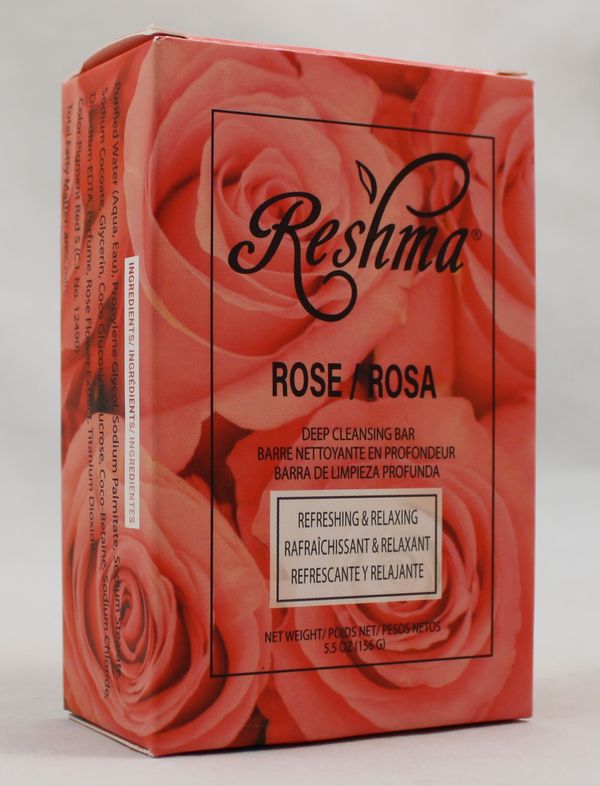 Reshma®
ROSE / ROSA
DEEP CLEANSING BAR
BARRE NETTOYANTE EN PROFONDEUR
BARRA DE LIMPIEZA PROFUNDA
REFRESHING & RELAXING
RAFRAÎCHISSANT & RELAXANT
REFRESCANTE Y RELAJANTE
NET WEIGHT/ POIDS NET/ PESOS NETOS
5.5 OZ (156 G)
INGREDIENTS/ INGRÉDIENTS/ INGREDIENTES
Purified Water (Aqua, Eau), Propylene Glycol, Sodium Palmitate, Sodium Stearate,
Sodium Cocoate, Glycerin, Coco Glucoside, Sucrose, Coco-Betaine, Sodium Chloride,
Disodium EDTA, Perfume, Rose Flower Extract, Titanium Dioxide,
Color-Pigment Red 5 (C.I. No. 12490)
Total Fatty Matter: